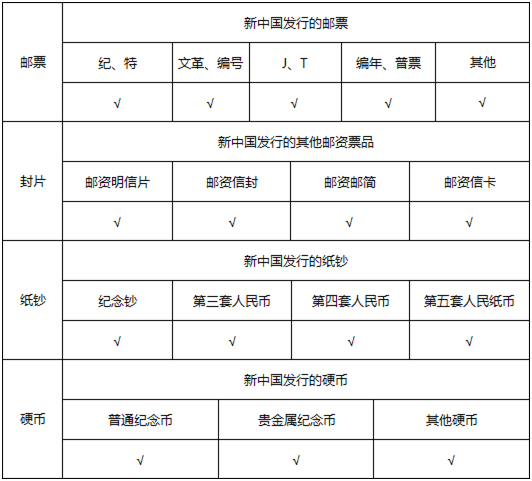 邮票
新中国发行的邮票
纪、特 文革、编号 J、T 编年、普票 其他
√ √ √ √ √
封片
新中国发行的其他邮资票品
邮资明信片 邮资信封 邮资邮简 邮资信卡
√ √ √ √
纸钞
新中国发行的纸钞
纪念钞 第三套人民币 第四套人民币 第五套人民纸币
√ √ √ √
硬币
新中国发行的硬币
普通纪念币 贵金属纪念币 其他硬币
√ √ √